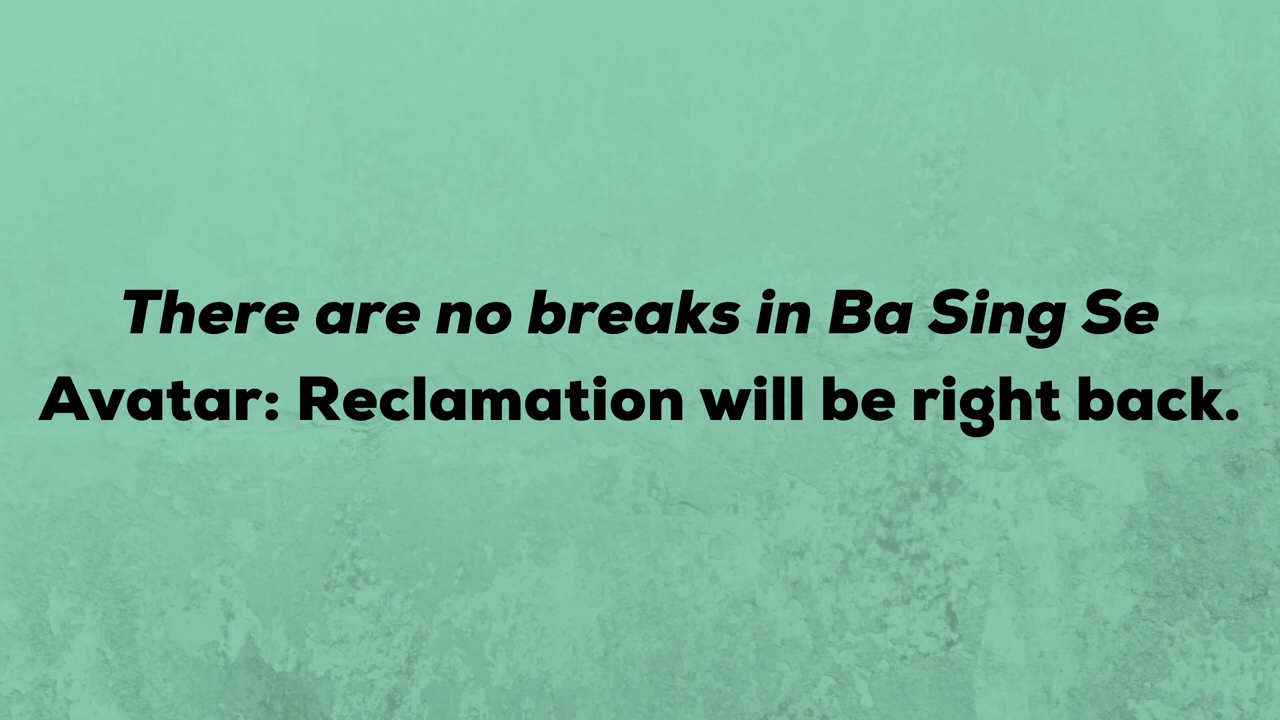 There are no breaks in Ba Sing Se
Avatar: Reclamation will be right back.